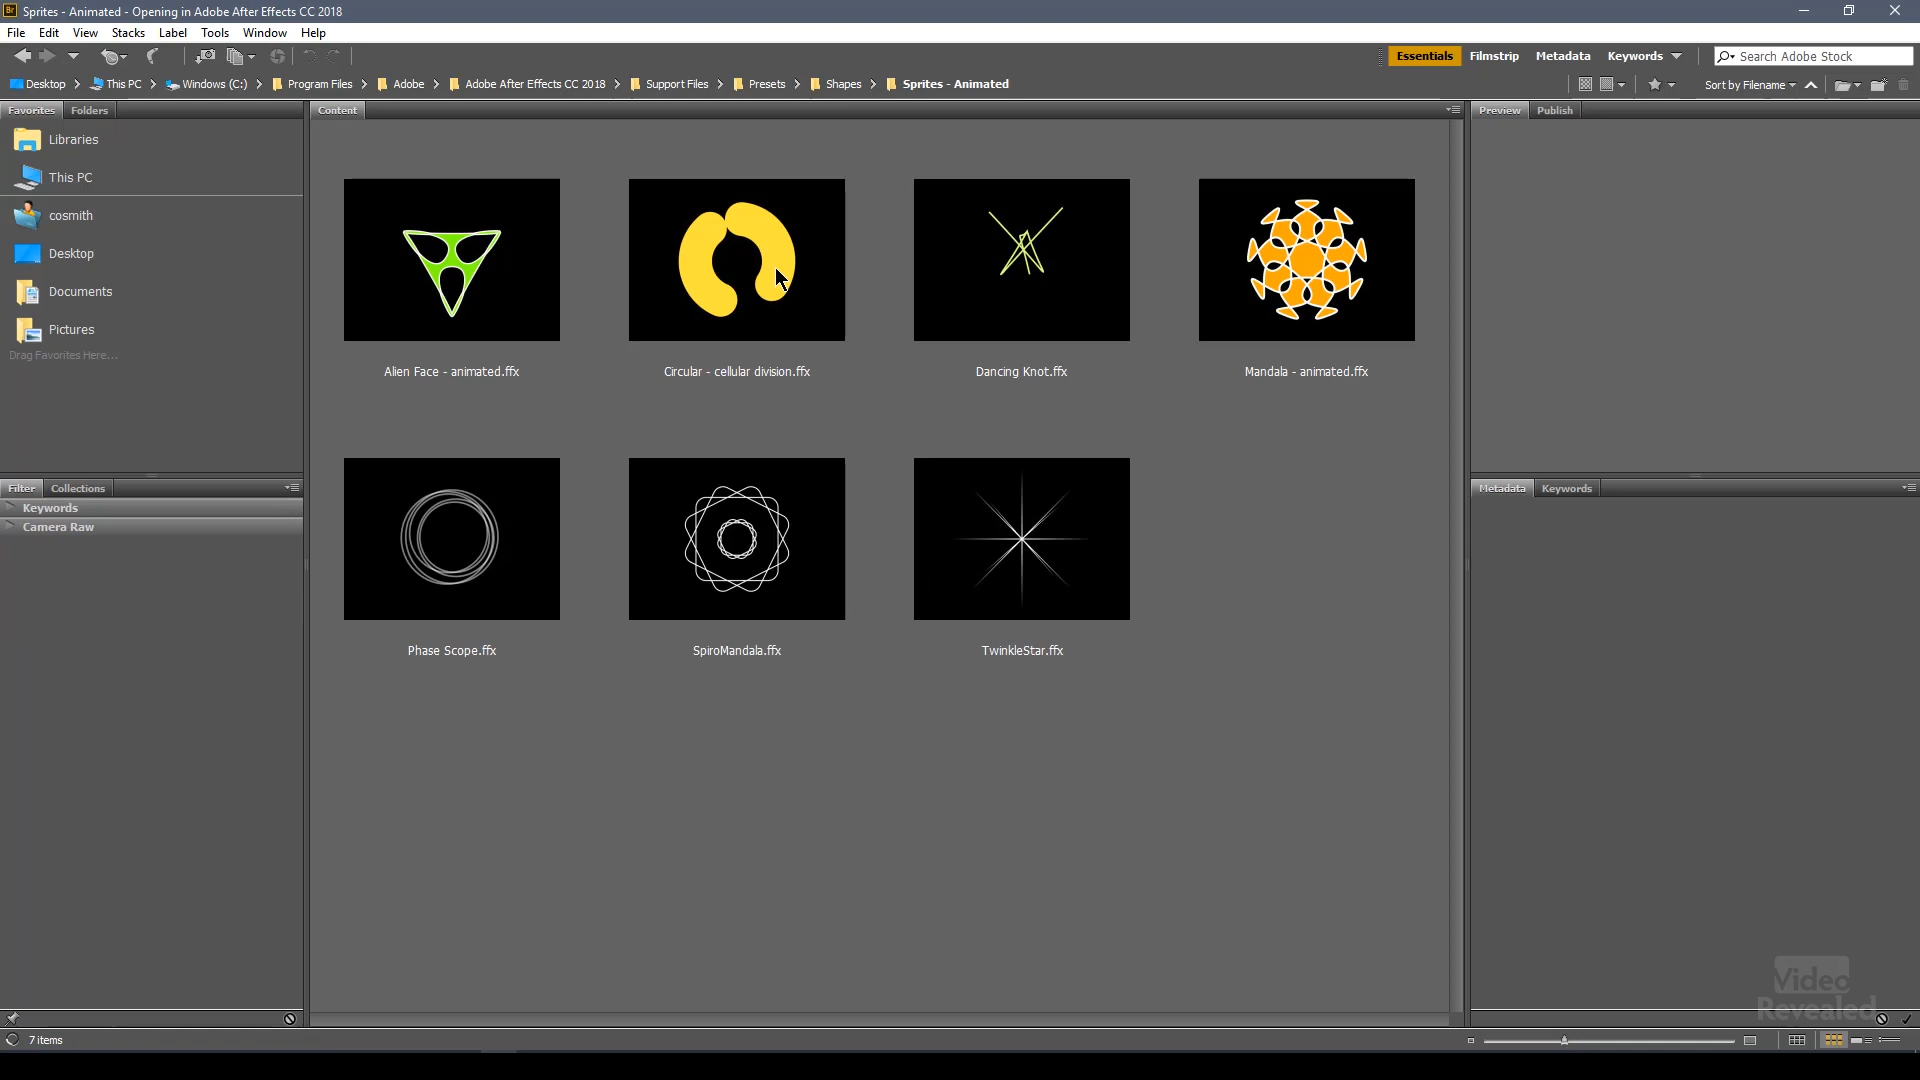 Br Sprites - Animated - Opening in Adobe After Effects CC 2018
File Edit View Stacks Label Tools Window Help
Essentials Filmstrip Metadata Keywords Search Adobe Stock
Desktop This PC Windows (C:) Program Files Adobe Adobe After Effects CC 2018 Support Files Presets Shapes Sprites - Animated Sort by Filename
Favorites Folders
Content
Preview Publish
Libraries
This PC
cosmith
Desktop
Documents
Pictures
Drag Favorites Here...
Alien Face - animated.ffx
Circular - cellular division.ffx
Dancing Knot.ffx
Mandala - animated.ffx
Filter Collections
Metadata Keywords
Keywords
Camera Raw
Phase Scope.ffx
SpiroMandala.ffx
TwinkleStar.ffx
Video
Revealed
7 items